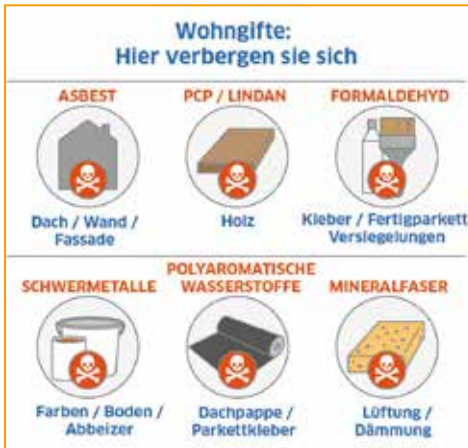 Wohngifte:
Hier verbergen sie sich
ASBEST
PCP / LINDAN
FORMALDEHYD
Dach / Wand /
Fassade
Holz
Kleber / Fertigparkett
Versiegelungen
SCHWERMETALLE
POLYAROMATISCHE
WASSERSTOFFE
MINERALFASER
Farben / Boden /
Abbeizer
Dachpappe /
Parkettkleber
Lüftung /
Dämmung